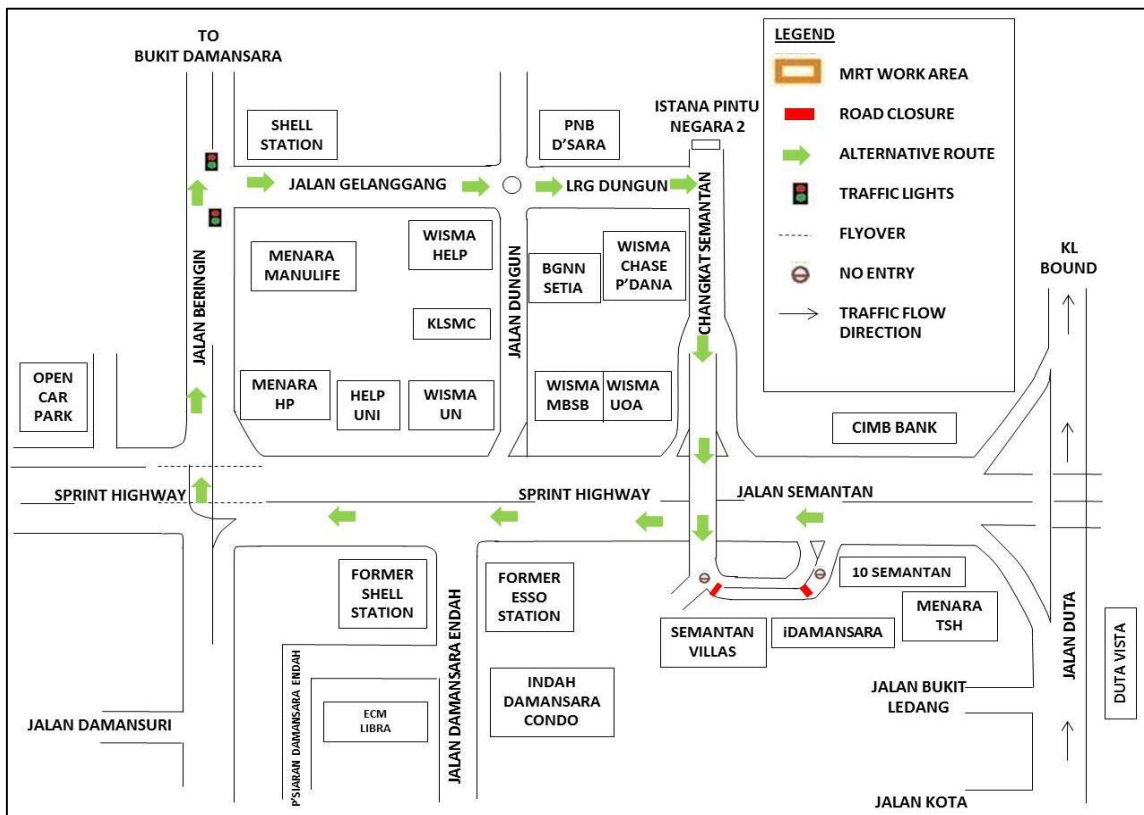 TO
BUKIT DAMANSARA
SHELL
STATION
PNB
D'SARA
ISTANA PINTU
NEGARA 2
LEGEND
MRT WORK AREA
ROAD CLOSURE
ALTERNATIVE ROUTE
TRAFFIC LIGHTS
FLYOVER
NO ENTRY
TRAFFIC FLOW
DIRECTION
JALAN GELANGGANG
LRG DUNGUN
CHANGKAT SEMANTAN
MENARA
MANULIFE
WISMA
HELP
BGNN
SETIA
WISMA
CHASE
P'DANA
KL
BOUND
JALAN BERINGIN
KLSMC
JALAN DUNGUN
OPEN
CAR
PARK
MENARA
HP
HELP
UNI
WISMA
UN
WISMA
MBSB
WISMA
UOA
CIMB BANK
SPRINT HIGHWAY
SPRINT HIGHWAY
JALAN SEMANTAN
FORMER
SHELL
STATION
FORMER
ESSO
STATION
10 SEMANTAN
MENARA
TSH
SEMANTAN
VILLAS
iDAMANSARA
JALAN DAMANSURI
P'SIARAN DAMANSARA ENDAH
ECM
LIBRA
JALAN DAMANSARA ENDAH
INDAH
DAMANSARA
CONDO
JALAN BUKIT
LEDANG
JALAN DUTA
DUTA VISTA
JALAN KOTA